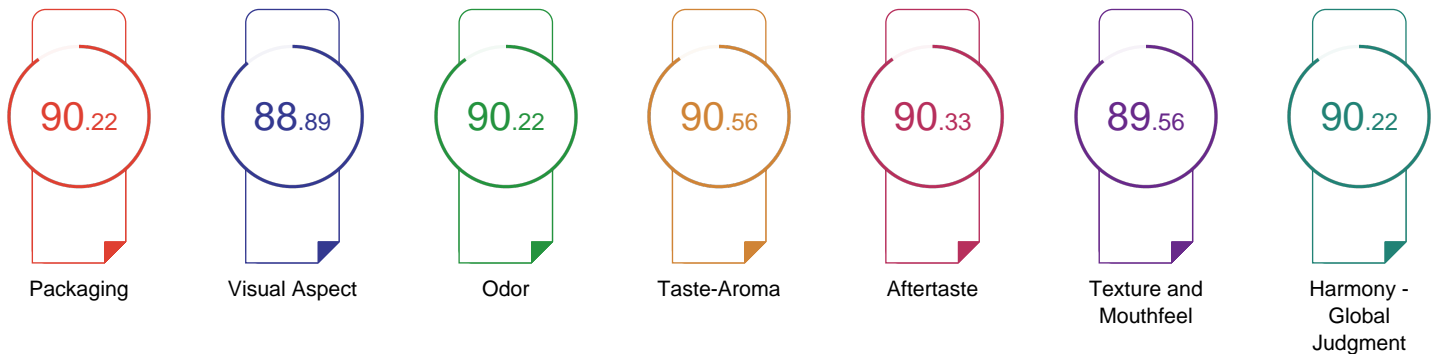 90.22
88.89
90.22
90.56
90.33
89.56
90.22
Packaging
Visual Aspect
Odor
Taste-Aroma
Aftertaste
Texture and
Mouthfeel
Harmony -
Global
Judgment